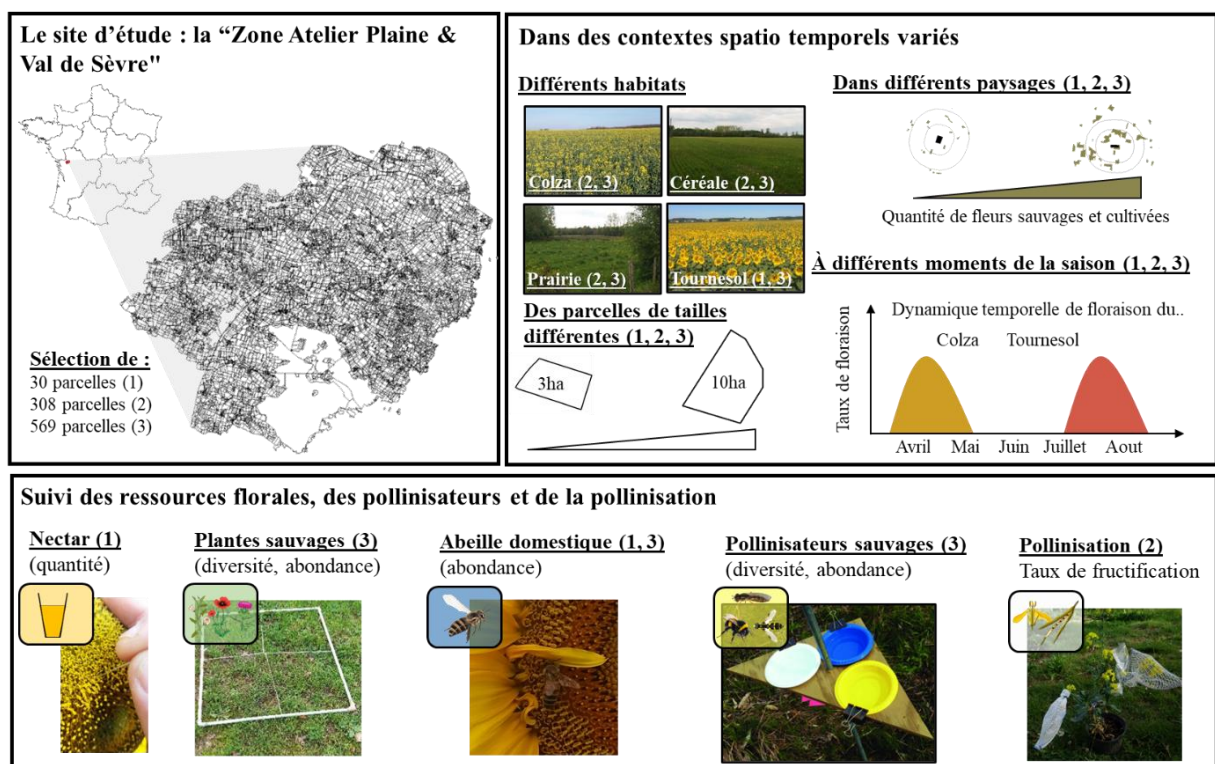 Le site d’étude : la “Zone Atelier Plaine &
Val de Sèvre"
Sélection de :
30 parcelles (1)
308 parcelles (2)
569 parcelles (3)
Dans des contextes spatio temporels variés
Différents habitats
Colza (2, 3)
Céréale (2, 3)
Prairie (2, 3)
Tournesol (1, 3)
Des parcelles de tailles
différentes (1, 2, 3)
3ha
10ha
Dans différents paysages (1, 2, 3)
Quantité de fleurs sauvages et cultivées
À différents moments de la saison (1, 2, 3)
Taux de floraison
Dynamique temporelle de floraison du..
Colza Tournesol
Avril Mai Juin Juillet Aout
Suivi des ressources florales, des pollinisateurs et de la pollinisation
Nectar (1)
(quantité)
Plantes sauvages (3)
(diversité, abondance)
Abeille domestique (1, 3)
(abondance)
Pollinisateurs sauvages (3)
(diversité, abondance)
Pollinisation (2)
Taux de fructification